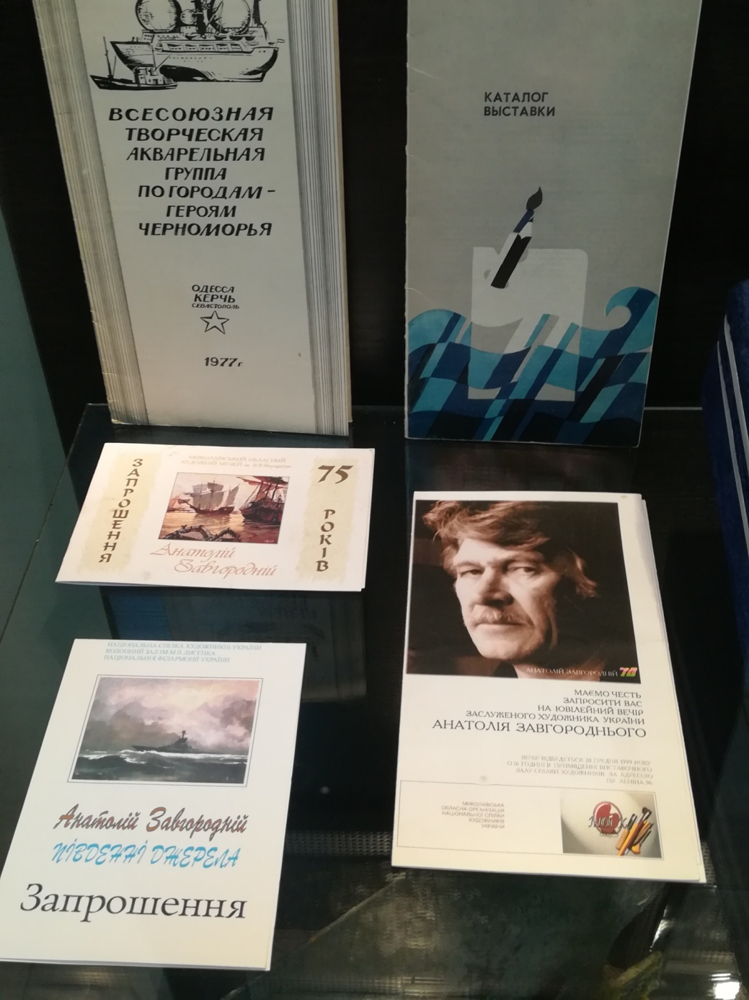 ВСЕСОЮЗНАЯ
ТВОРЧЕСКАЯ
АКВАРЕЛЬНАЯ
ГРУППА
ПО ГОРОДАМ –
ГЕРОЯМ
ЧЕРНОМОРЬЯ
ОДЕССА
КЕРЧЬ
СЕВАСТОПОЛЬ
1977г
КАТАЛОГ
ВЫСТАВКИ
ЗАПРОШЕННЯ
МИКОЛАЇВСЬКИЙ ОБЛАСНИЙ
ХУДОЖНІЙ МУЗЕЙ ім. В.В.Верещагіна
75
РОКІВ
Анатолій
Завгородній
НАЦІОНАЛЬНА СПІЛКА ХУДОЖНИКІВ УКРАЇНИ
КОЛОННИЙ ЗАЛ ІМ.М.В.ЛИСЕНКА
НАЦІОНАЛЬНОЇ ФІЛАРМОНІЇ УКРАЇНИ
Анатолій Завгородній
ПІВДЕННІ ДЖЕРЕЛА
Запрошення
АНАТОЛІЙ ЗАВГОРОДНІЙ 70
МАЄМО ЧЕСТЬ
ЗАПРОСИТИ ВАС
НА ЮВІЛЕЙНИЙ ВЕЧІР
ЗАСЛУЖЕНОГО ХУДОЖНИКА УКРАЇНИ
АНАТОЛІЯ ЗАВГОРОДНЬОГО
ВЕЧІР ВІДБУДЕТЬСЯ 28 ГРУДНЯ 1999 РОКУ
О 16 ГОДИНІ В ПРИМІЩЕННІ ВИСТАВОЧНОГО
ЗАЛУ СПІЛКИ ХУДОЖНИКІВ, ЗА АДРЕСОЮ
ПР. ЛЕНІНА,96
МИКОЛАЇВСЬКА
ОБЛАСНА ОРГАНІЗАЦІЯ
НАЦІОНАЛЬНОЇ СПІЛКИ
ХУДОЖНИКІВ
УКРАЇНИ